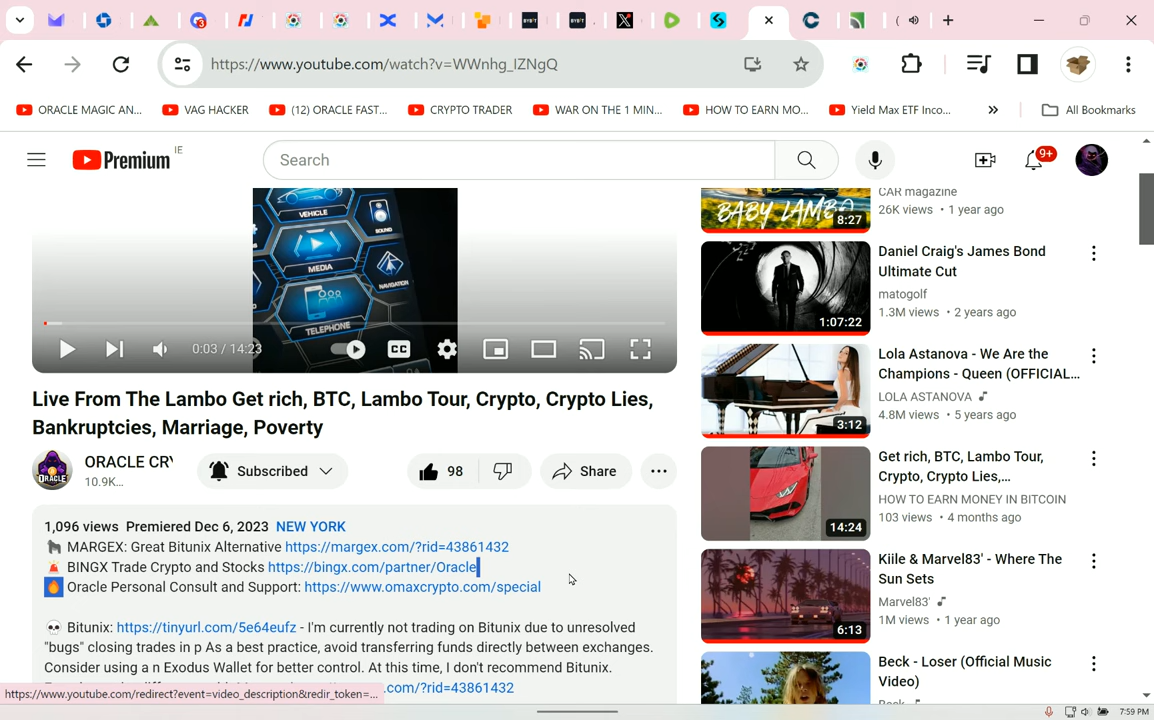 3
BYBIT
BYBIT
X
https://www.youtube.com/watch?v=WWnhg_IZNgQ
ORACLE MAGIC AN...
VAG HACKER
(12) ORACLE FAST...
CRYPTO TRADER
WAR ON THE 1 MIN...
HOW TO EARN MO...
Yield Max ETF Inco...
»
All Bookmarks
Premium IE
Search
9+
VEHICLE
SOUND
MEDIA
NAVIGATION
TELEPHONE
0:03 / 14:23
CC
Live From The Lambo Get rich, BTC, Lambo Tour, Crypto, Crypto Lies,
Bankruptcies, Marriage, Poverty
ORACLE
ORACLE CRY
10.9K...
Subscribed
98
Share
1,096 views Premiered Dec 6, 2023 NEW YORK
🦍 MARGEX: Great Bitunix Alternative https://margex.com/?rid=43861432
🚨 BINGX Trade Crypto and Stocks https://bingx.com/partner/Oracle
🔥 Oracle Personal Consult and Support: https://www.omaxcrypto.com/special
💀 Bitunix: https://tinyurl.com/5e64eufz - I'm currently not trading on Bitunix due to unresolved
"bugs" closing trades in p As a best practice, avoid transferring funds directly between exchanges.
Consider using a n Exodus Wallet for better control. At this time, I don't recommend Bitunix.
.com/?rid=43861432
https://www.youtube.com/redirect?event=video_description&redir_token=...
BABY LAMBO
8:27
CAR magazine
26K views • 1 year ago
1:07:22
Daniel Craig's James Bond
Ultimate Cut
matogolf
1.3M views • 2 years ago
3:12
Lola Astanova - We Are the
Champions - Queen (OFFICIAL...
LOLA ASTANOVA
4.8M views • 5 years ago
14:24
Get rich, BTC, Lambo Tour,
Crypto, Crypto Lies,...
HOW TO EARN MONEY IN BITCOIN
103 views • 4 months ago
6:13
Kiile & Marvel83' - Where The
Sun Sets
Marvel83'
1M views • 1 year ago
Beck - Loser (Official Music
Video)
7:59 PM